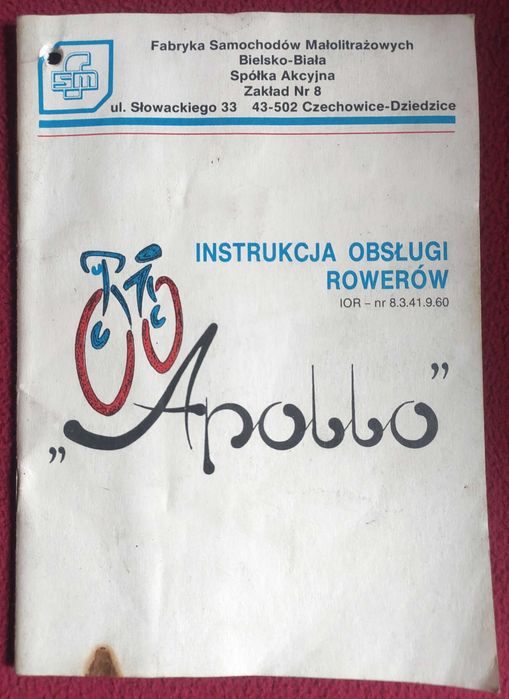 FSM
Fabryka Samochodów Małolitrażowych
Bielsko-Biała
Spółka Akcyjna
Zakład Nr 8
ul. Słowackiego 33 43-502 Czechowice-Dziedzice
INSTRUKCJA OBSŁUGI
ROWERÓW
IOR – nr 8.3.41.9.60
„Apollo”